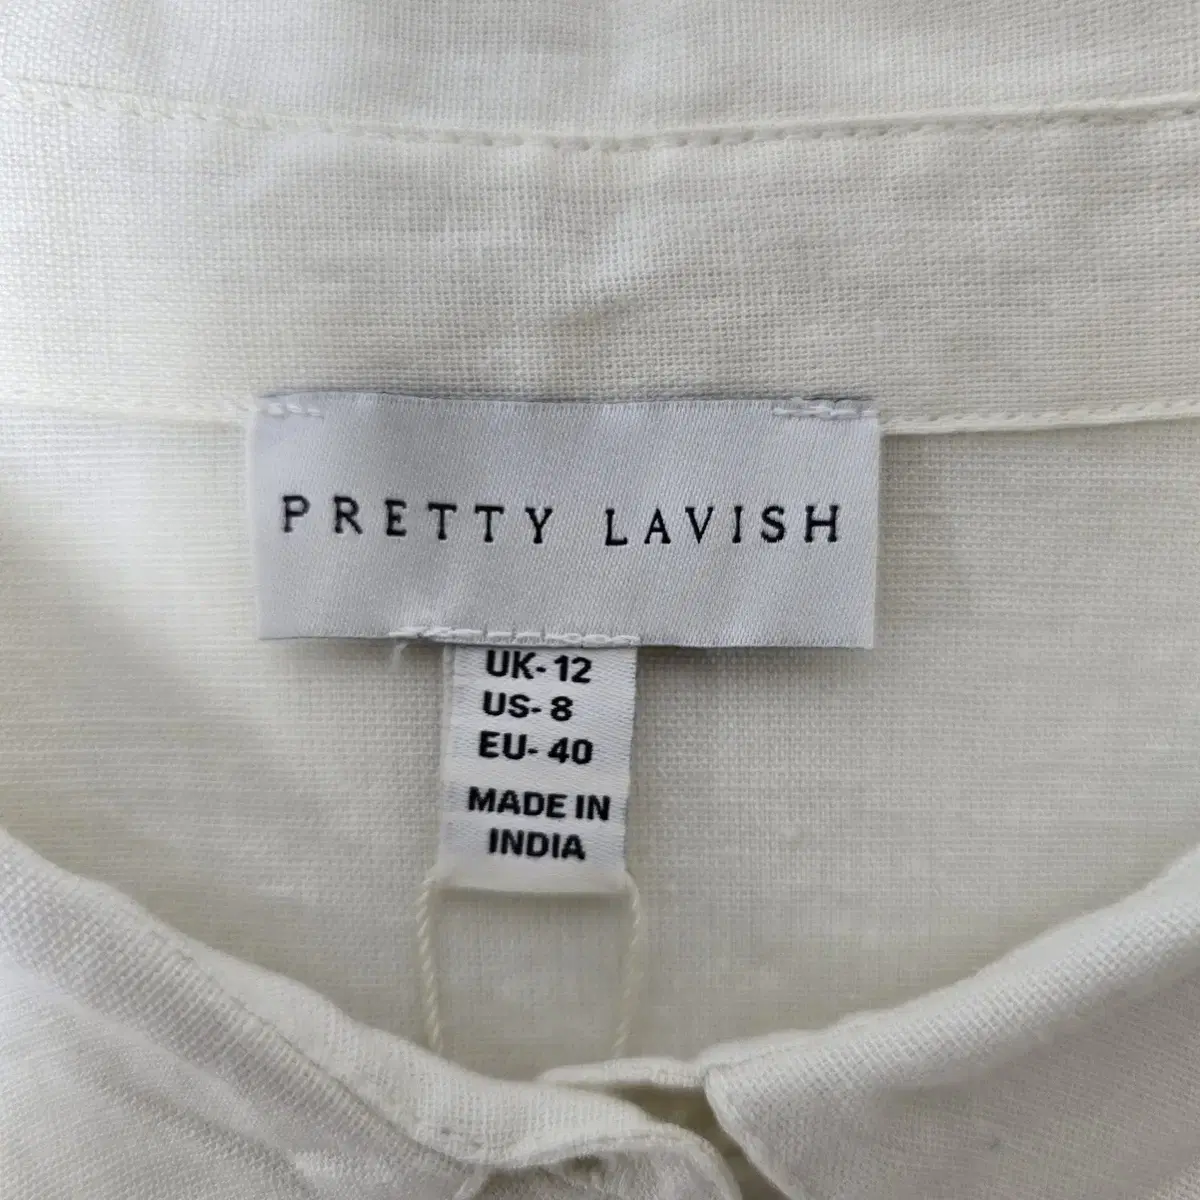 PRETTY LAVISH
UK- 12
US- 8
EU- 40
MADE IN
INDIA